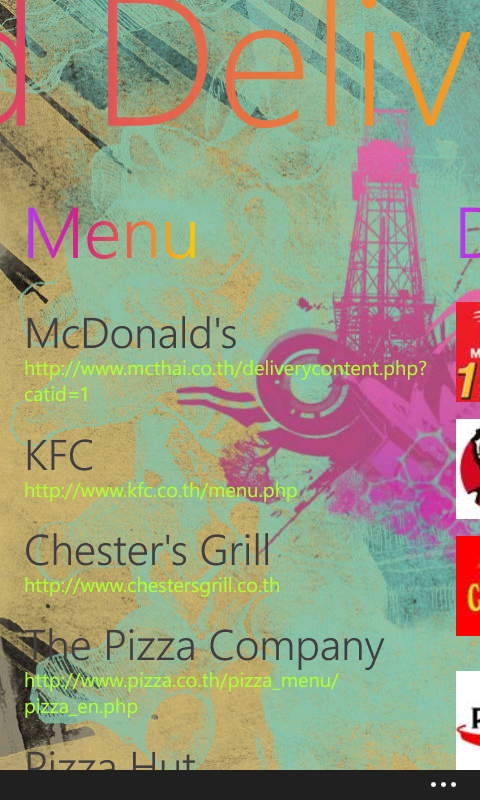 d Deliv
Menu
D
McDonald's
http://www.mcthai.co.th/deliverycontent.php?
catid=1
KFC
http://www.kfc.co.th/menu.php
Chester's Grill
http://www.chestersgrill.co.th
The Pizza Company
http://www.pizza.co.th/pizza_menu/
pizza_en.php
Pizza Hut
M
1
C
P